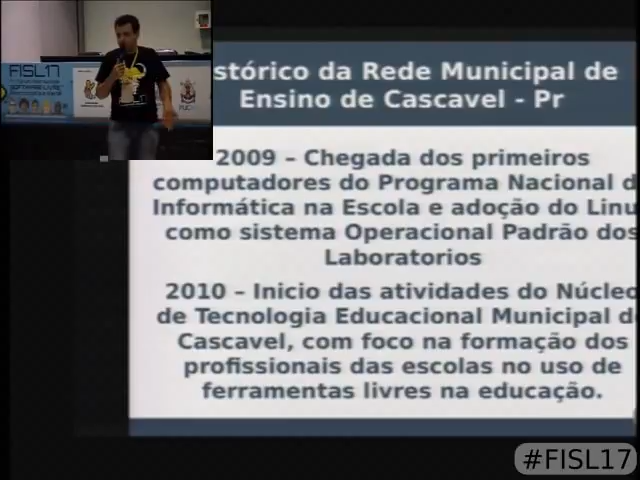 FISL17
SOFTWARE LIVRE
stórico da Rede Municipal de
Ensino de Cascavel - Pr
2009 – Chegada dos primeiros
computadores do Programa Nacional d
Informática na Escola e adoção do Linu
como sistema Operacional Padrão dos
Laboratorios
2010 – Inicio das atividades do Núcleo
de Tecnologia Educacional Municipal d
Cascavel, com foco na formação dos
profissionais das escolas no uso de
ferramentas livres na educação.
#FISL17